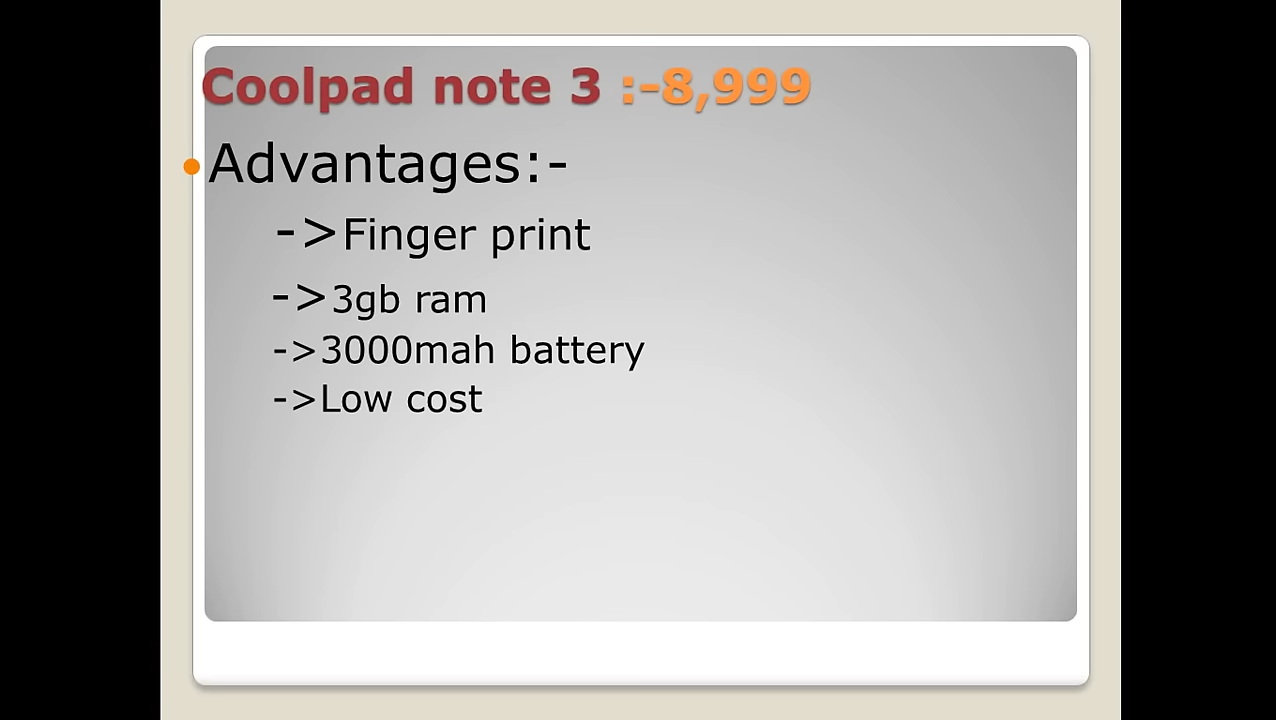 Coolpad note 3 :-8,999
Advantages:-
->Finger print
->3gb ram
->3000mah battery
->Low cost